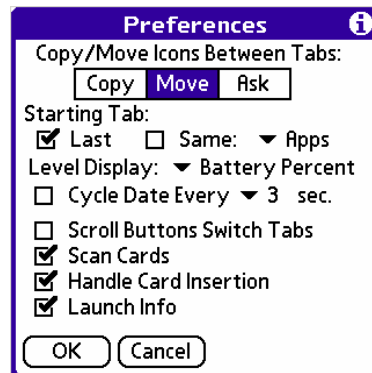 Preferences
Copy/Move Icons Between Tabs:
Copy Move Ask
Starting Tab:
Last Same: Apps
Level Display: Battery Percent
Cycle Date Every 3 sec.
Scroll Buttons Switch Tabs
Scan Cards
Handle Card Insertion
Launch Info
OK Cancel